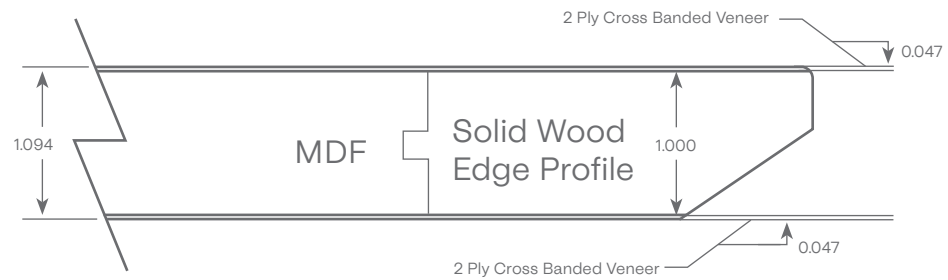 2 Ply Cross Banded Veneer
0.047
1.094
MDF
Solid Wood
Edge Profile
1.000
0.047
2 Ply Cross Banded Veneer